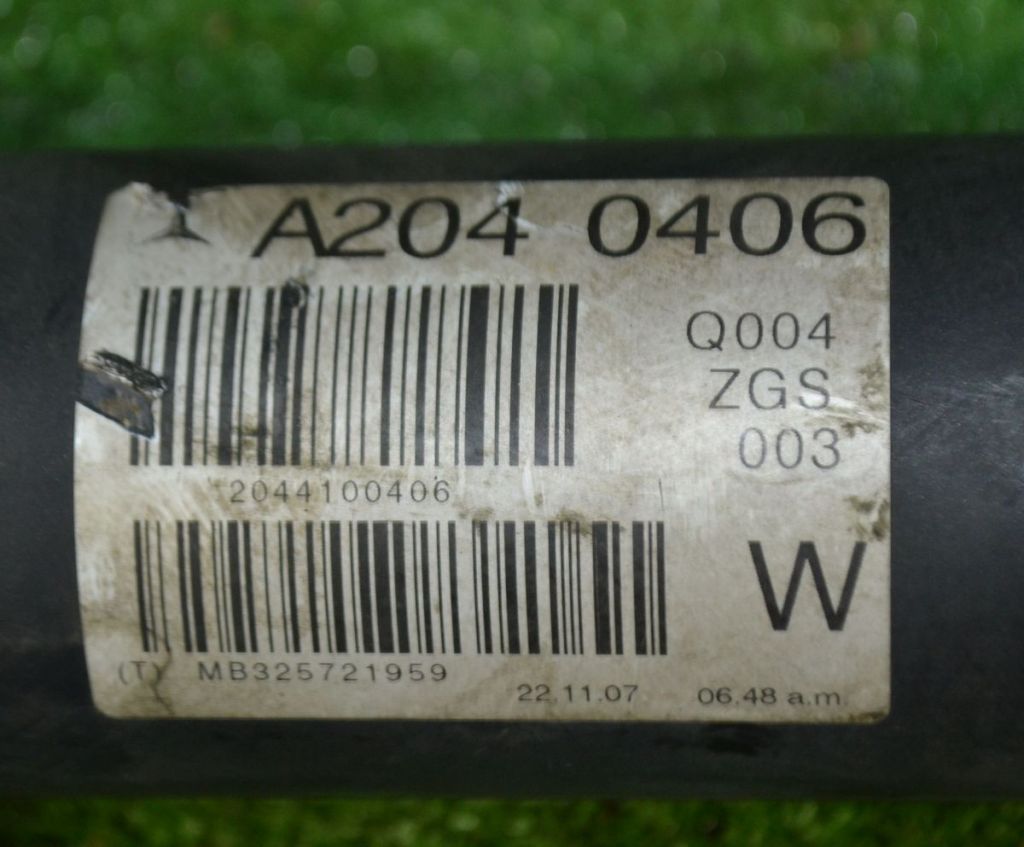 A204 0406
Q004
ZGS
003
2044100406
W
(T) MB325721959
22.11.07 06.48 a.m.